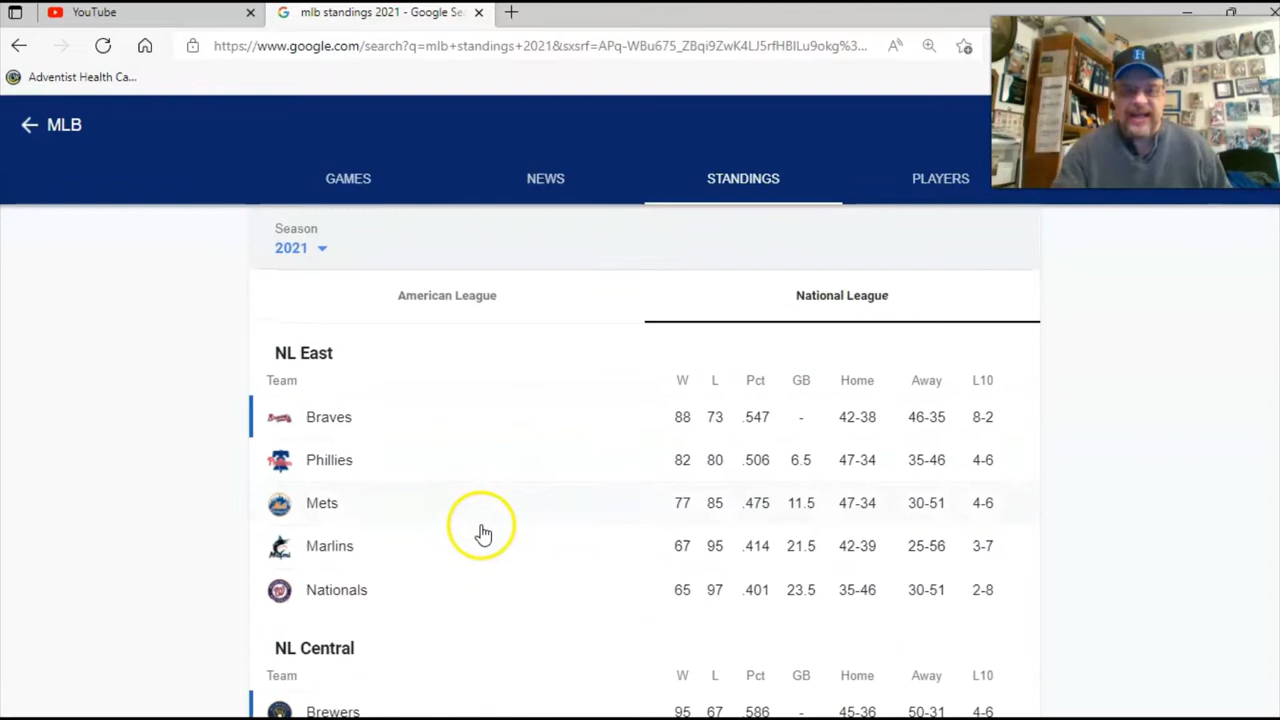 YouTube
mlb standings 2021 - Google Se
https://www.google.com/search?q=mlb+standings+2021&sxsrf=APq-WBu675_ZBqi9ZwK4LJ5rfHBlLu9okg%3...
Adventist Health Ca...
MLB
GAMES NEWS STANDINGS PLAYERS
Season
2021
American League National League
NL East
Team W L Pct GB Home Away L10
Braves 88 73 .547 - 42-38 46-35 8-2
Phillies 82 80 .506 6.5 47-34 35-46 4-6
Mets 77 85 .475 11.5 47-34 30-51 4-6
Marlins 67 95 .414 21.5 42-39 25-56 3-7
Nationals 65 97 .401 23.5 35-46 30-51 2-8
NL Central
Team W L Pct GB Home Away L10
Brewers 95 67 .586 - 45-36 50-31 4-6